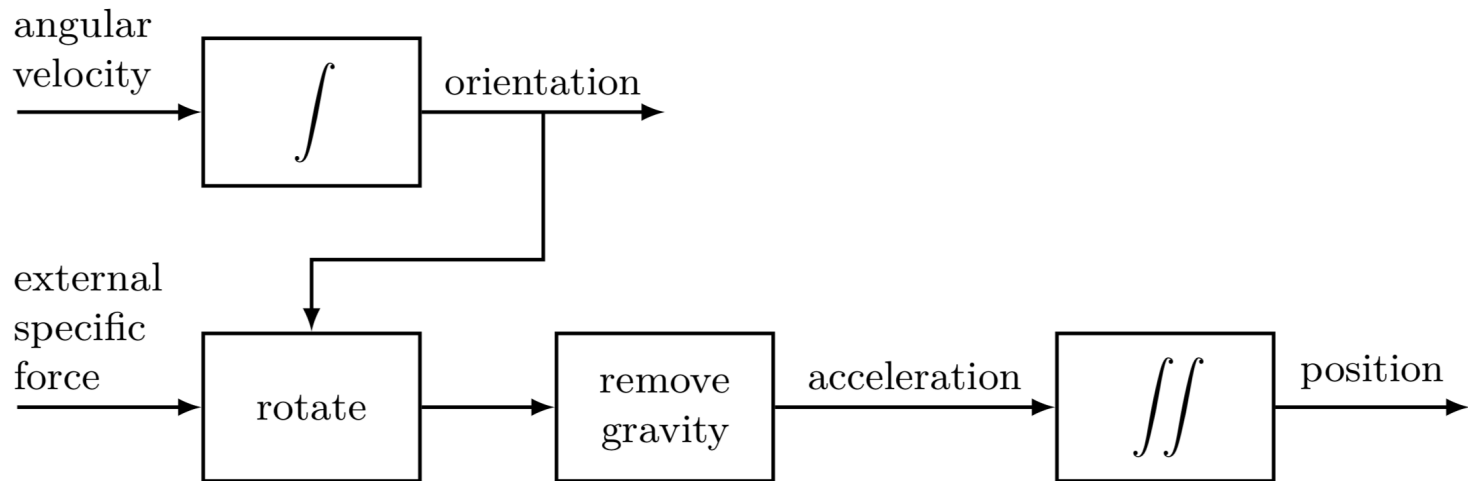 angular
velocity
∫
orientation
external
specific
force
rotate
remove
gravity
acceleration
∬
position